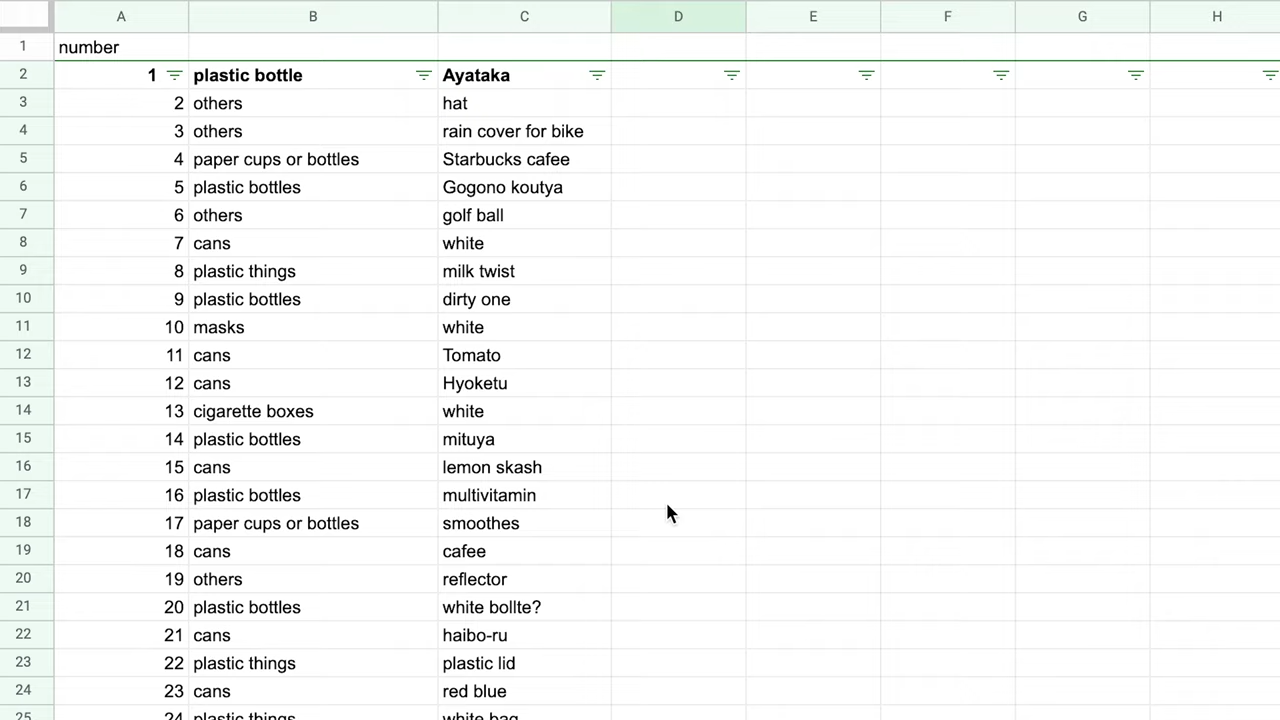 A B C D E F G H
1 number
2 1 plastic bottle Ayataka
3 2 others hat
4 3 others rain cover for bike
5 4 paper cups or bottles Starbucks cafee
6 5 plastic bottles Gogono koutya
7 6 others golf ball
8 7 cans white
9 8 plastic things milk twist
10 9 plastic bottles dirty one
11 10 masks white
12 11 cans Tomato
13 12 cans Hyoketu
14 13 cigarette boxes white
15 14 plastic bottles mituya
16 15 cans lemon skash
17 16 plastic bottles multivitamin
18 17 paper cups or bottles smoothes
19 18 cans cafee
20 19 others reflector
21 20 plastic bottles white bollte?
22 21 cans haibo-ru
23 22 plastic things plastic lid
24 23 cans red blue
25 24 plastic things white bag